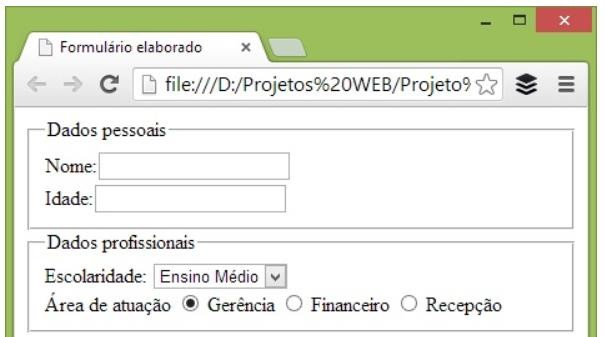 Formulário elaborado
file:///D:/Projetos%20WEB/Projeto%
Dados pessoais
Nome:
Idade:
Dados profissionais
Escolaridade: Ensino Médio
Área de atuação Gerência Financeiro Recepção